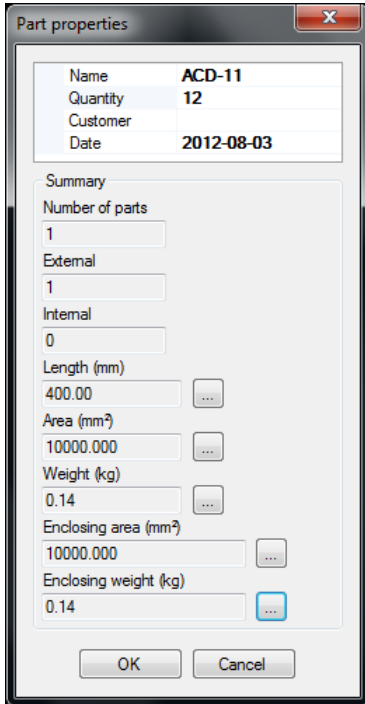 Part properties
Name ACD-11
Quantity 12
Customer
Date 2012-08-03
Summary
Number of parts
1
External
1
Internal
0
Length (mm)
400.00 ...
Area (mm²)
10000.000 ...
Weight (kg)
0.14 ...
Enclosing area (mm²)
10000.000 ...
Enclosing weight (kg)
0.14 ...
OK Cancel